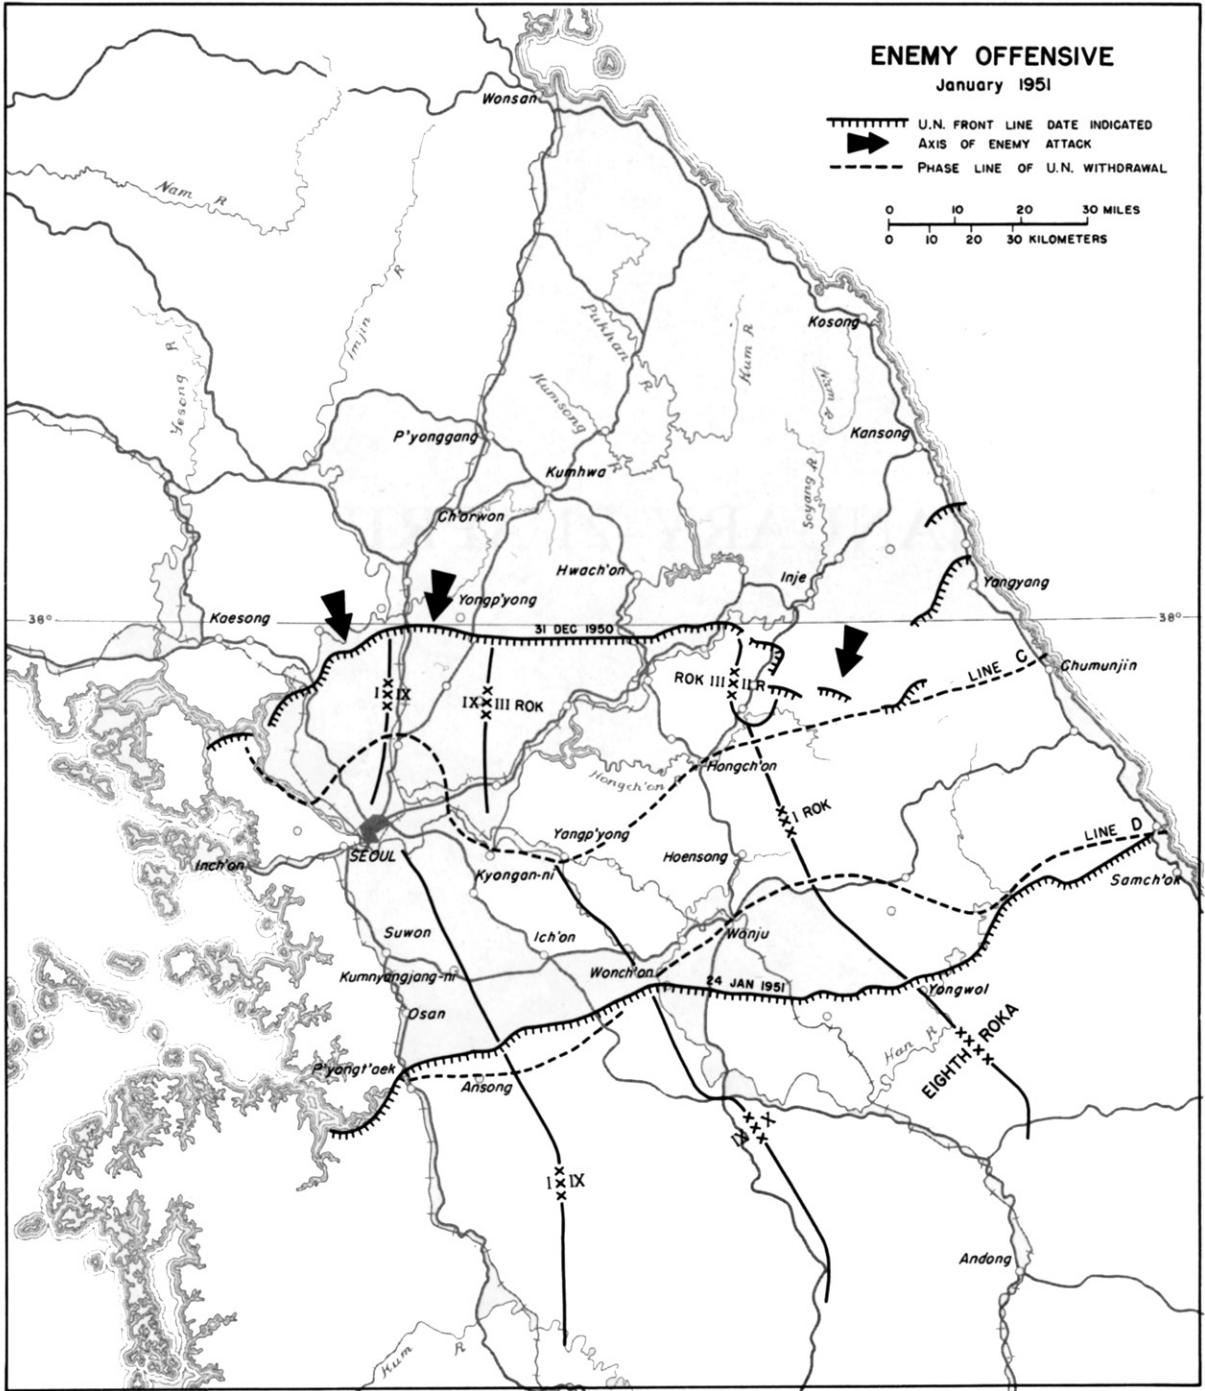 ENEMY OFFENSIVE
January 1951
U.N. FRONT LINE DATE INDICATED
AXIS OF ENEMY ATTACK
PHASE LINE OF U.N. WITHDRAWAL
0 10 20 30 MILES
0 10 20 30 KILOMETERS
Wonsan
Nam R
Imjin R
Yesong R
Pukhan R
Kum R
Kosong
Nam R
Kumsong R
Kansong
P'yonggang
Kumhwa
Soyang R
Ch'orwon
Hwach'on
Inje
Yangyang
Yongp'yong
Kaesong
38°
38°
31 DEC 1950
LINE C
Chumunjin
I IX
IX III ROK
ROK III II R
Hongch'on
Hongch'on
I ROK
LINE D
Yangp'yong
Hoensong
SEOUL
Inch'on
Kyongan-ni
Samch'ok
Suwon
Ich'on
Wonju
Kumnyangjang-ni
Wonch'on
24 JAN 1951
Yongwol
Osan
Han R
EIGHTH ROKA
P'yongt'aek
Ansong
IX X
I IX
Andong
Kum R